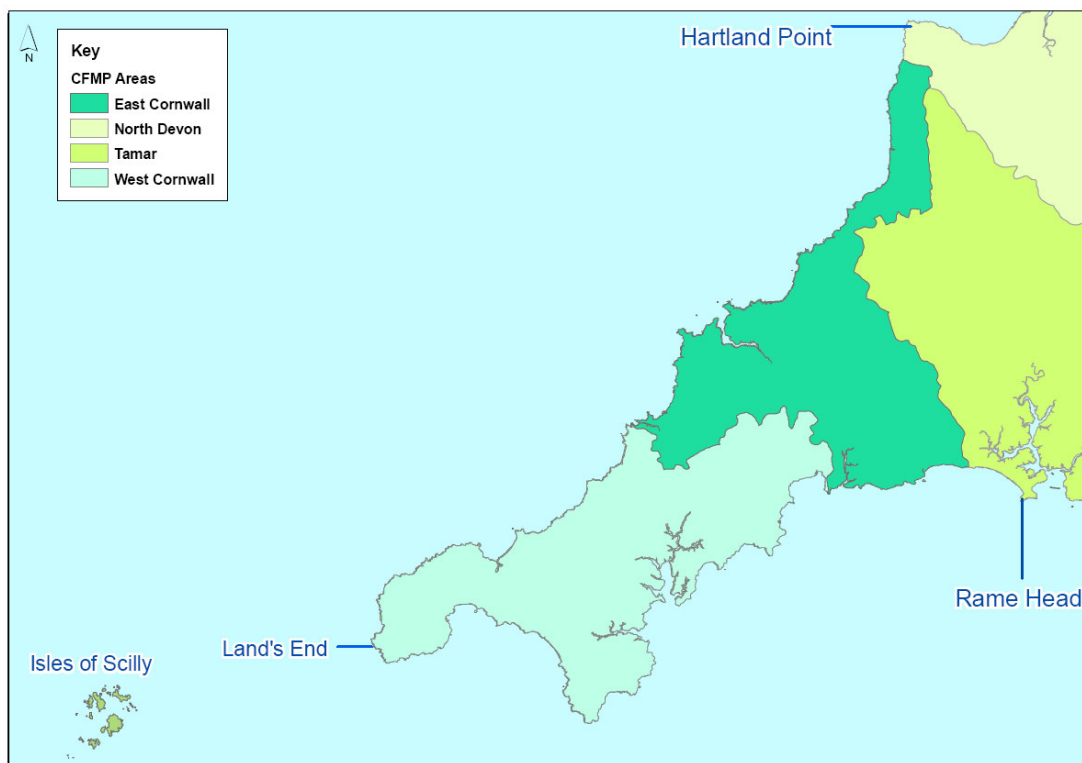 Hartland Point
N
Key
CFMP Areas
East Cornwall
North Devon
Tamar
West Cornwall
Rame Head
Land's End
Isles of Scilly